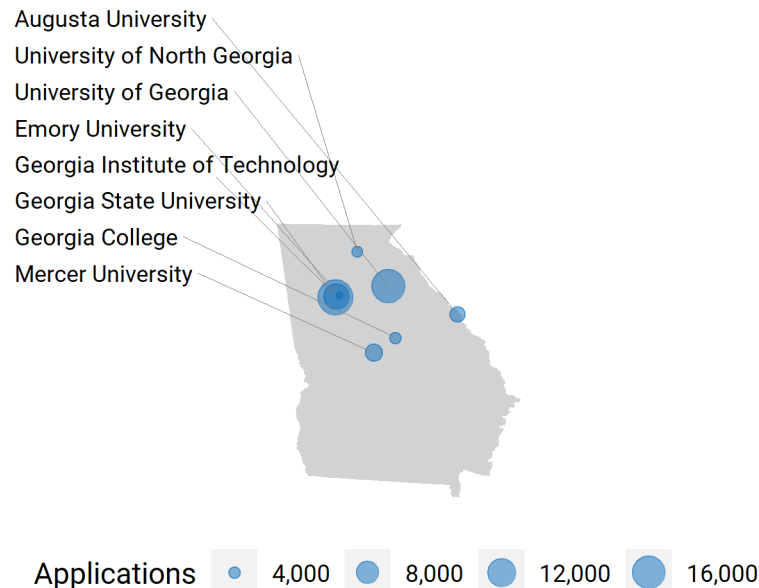 Augusta University
University of North Georgia
University of Georgia
Emory University
Georgia Institute of Technology
Georgia State University
Georgia College
Mercer University
Applications 4,000 8,000 12,000 16,000